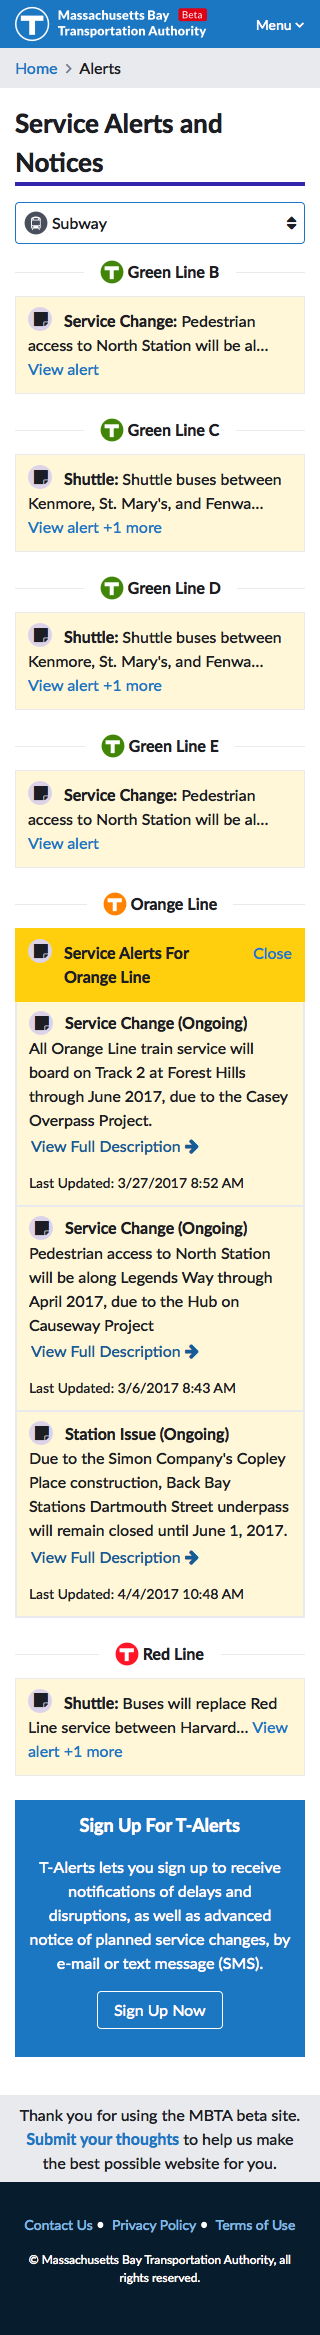 Massachusetts Bay Beta
Transportation Authority
Menu
Home > Alerts
Service Alerts and
Notices
Subway
T Green Line B
Service Change: Pedestrian
access to North Station will be al...
View alert
T Green Line C
Shuttle: Shuttle buses between
Kenmore, St. Mary's, and Fenwa...
View alert +1 more
T Green Line D
Shuttle: Shuttle buses between
Kenmore, St. Mary's, and Fenwa...
View alert +1 more
T Green Line E
Service Change: Pedestrian
access to North Station will be al...
View alert
T Orange Line
Service Alerts For
Orange Line
Close
Service Change (Ongoing)
All Orange Line train service will
board on Track 2 at Forest Hills
through June 2017, due to the Casey
Overpass Project.
View Full Description
Last Updated: 3/27/2017 8:52 AM
Service Change (Ongoing)
Pedestrian access to North Station
will be along Legends Way through
April 2017, due to the Hub on
Causeway Project
View Full Description
Last Updated: 3/6/2017 8:43 AM
Station Issue (Ongoing)
Due to the Simon Company's Copley
Place construction, Back Bay
Stations Dartmouth Street underpass
will remain closed until June 1, 2017.
View Full Description
Last Updated: 4/4/2017 10:48 AM
T Red Line
Shuttle: Buses will replace Red
Line service between Harvard... View
alert +1 more
Sign Up For T-Alerts
T-Alerts lets you sign up to receive
notifications of delays and
disruptions, as well as advanced
notice of planned service changes, by
e-mail or text message (SMS).
Sign Up Now
Thank you for using the MBTA beta site.
Submit your thoughts to help us make
the best possible website for you.
Contact Us • Privacy Policy • Terms of Use
© Massachusetts Bay Transportation Authority, all
rights reserved.